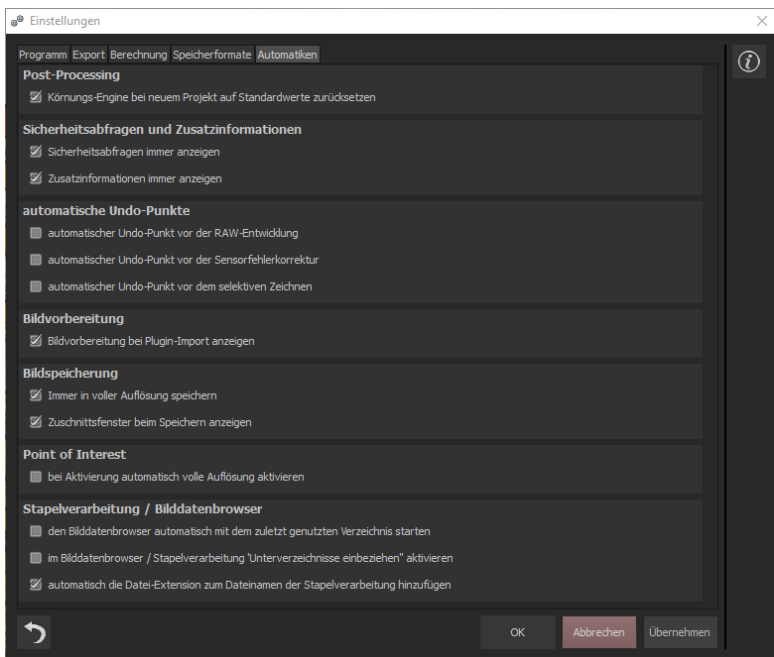 Einstellungen
Programm Export Berechnung Speicherformate Automatiken
Post-Processing
Körnungs-Engine bei neuem Projekt auf Standardwerte zurücksetzen
Sicherheitsabfragen und Zusatzinformationen
Sicherheitsabfragen immer anzeigen
Zusatzinformationen immer anzeigen
automatische Undo-Punkte
automatischer Undo-Punkt vor der RAW-Entwicklung
automatischer Undo-Punkt vor der Sensorfehlerkorrektur
automatischer Undo-Punkt vor dem selektiven Zeichnen
Bildvorbereitung
Bildvorbereitung bei Plugin-Import anzeigen
Bildspeicherung
Immer in voller Auflösung speichern
Zuschnittsfenster beim Speichern anzeigen
Point of Interest
bei Aktivierung automatisch volle Auflösung aktivieren
Stapelverarbeitung / Bilddatenbrowser
den Bilddatenbrowser automatisch mit dem zuletzt genutzten Verzeichnis starten
im Bilddatenbrowser / Stapelverarbeitung 'Unterverzeichnisse einbeziehen" aktivieren
automatisch die Datei-Extension zum Dateinamen der Stapelverarbeitung hinzufügen
OK Abbrechen Übernehmen